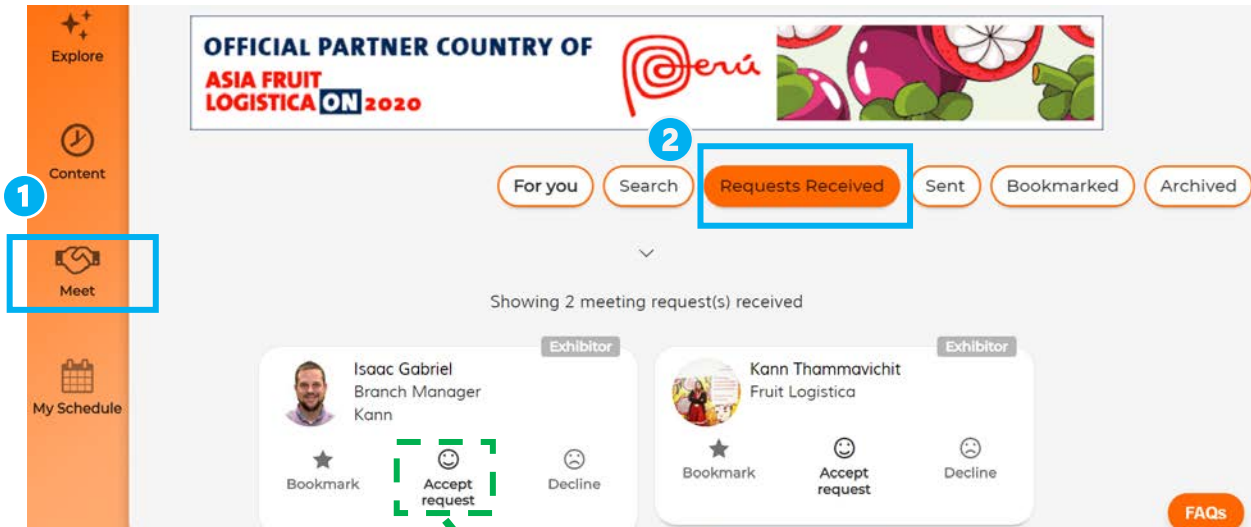 Explore
OFFICIAL PARTNER COUNTRY OF
ASIA FRUIT
LOGISTICA ON 2020
Perú
Content
1
2
For you
Search
Requests Received
Sent
Bookmarked
Archived
Meet
Showing 2 meeting request(s) received
My Schedule
Exhibitor
Isaac Gabriel
Branch Manager
Kann
Bookmark
Accept
request
Decline
Exhibitor
Kann Thammavichit
Fruit Logistica
Bookmark
Accept
request
Decline
FAQs